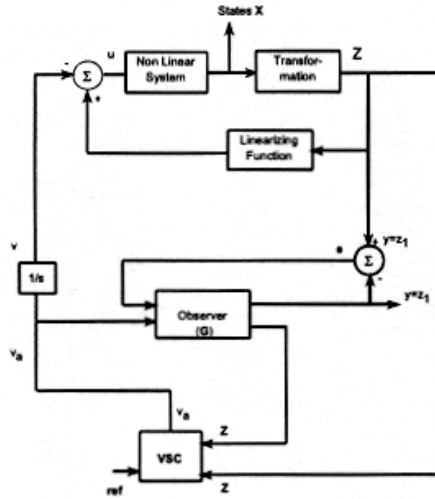 States X
u
Non Linear
System
Transfor-
mation
Z
-
Σ
+
Linearizing
Function
v
e
+
y=z₁
Σ
-
1/s
Observer
(G)
y=z₁
vₐ
vₐ
Z
VSC
ref
Z